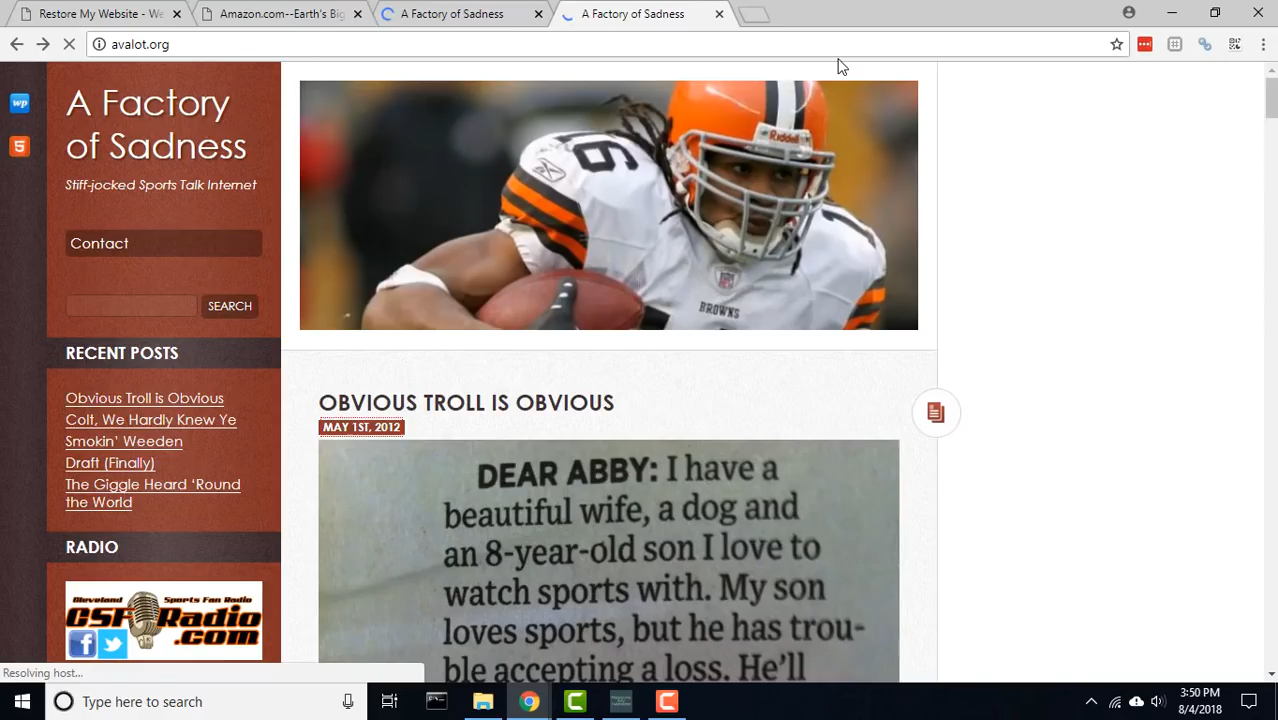 Restore My Website - We
Amazon.com--Earth's Big
A Factory of Sadness
A Factory of Sadness
avalot.org
wp
5
A Factory
of Sadness
Stiff-jocked Sports Talk Internet
Contact
SEARCH
RECENT POSTS
Obvious Troll is Obvious
Colt, We Hardly Knew Ye
Smokin' Weeden
Draft (Finally)
The Giggle Heard 'Round
the World
RADIO
Cleveland Sports Fan Radio
CSFRadio
.com
16
Riddell
BROWNS
OBVIOUS TROLL IS OBVIOUS
MAY 1ST, 2012
DEAR ABBY: I have a
beautiful wife, a dog and
an 8-year-old son I love to
watch sports with. My son
loves sports, but he has trou-
ble accepting a loss. He'll
Resolving host...
Type here to search
3:50 PM
8/4/2018